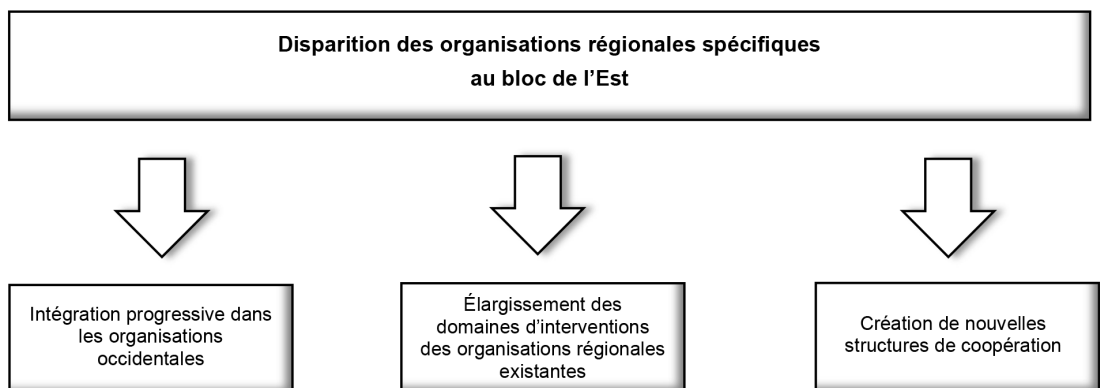 Disparition des organisations régionales spécifiques
au bloc de l’Est
Intégration progressive dans
les organisations
occidentales
Élargissement des
domaines d’interventions
des organisations régionales
existantes
Création de nouvelles
structures de coopération